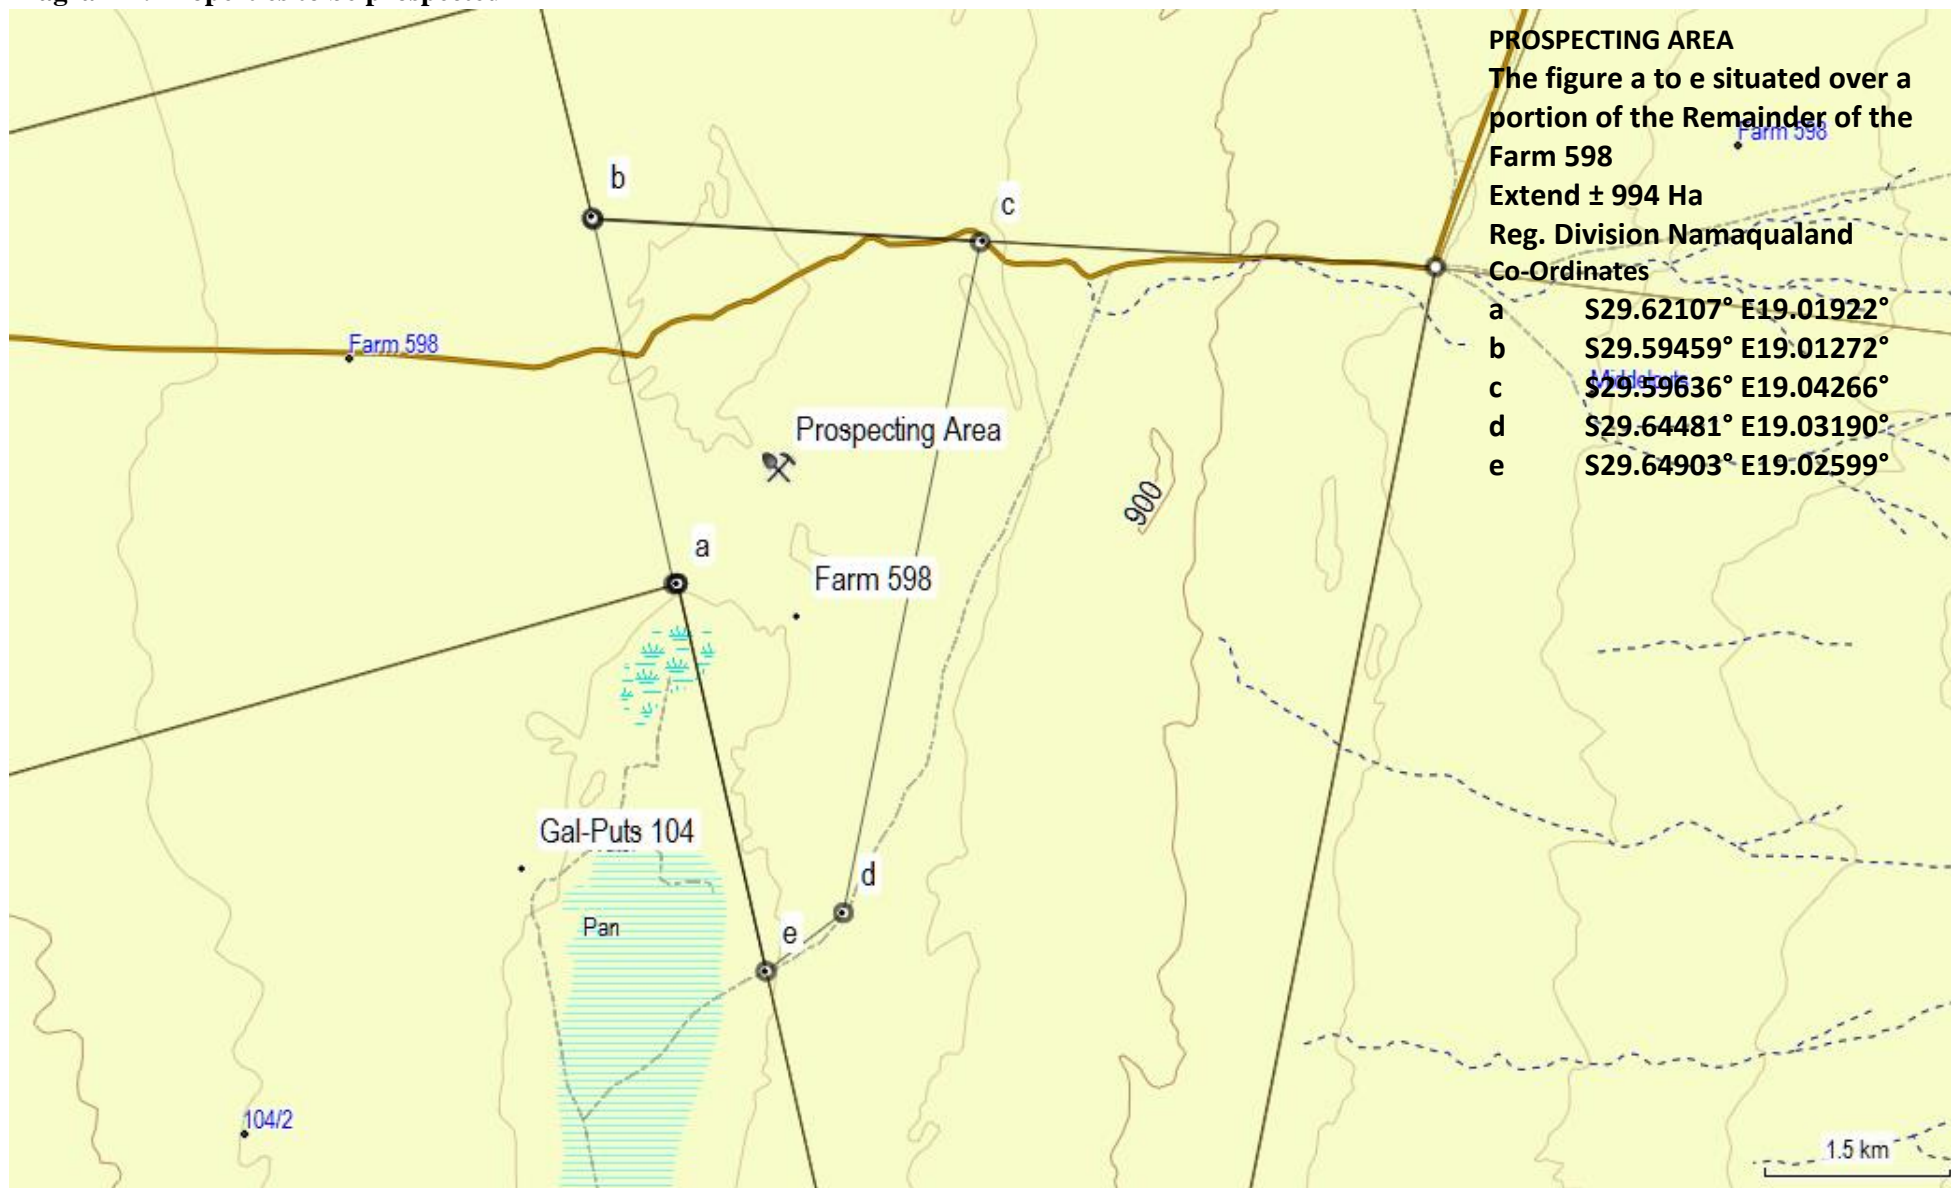 PROSPECTING AREA
The figure a to e situated over a
portion of the Remainder of the
Farm 598
Extend ± 994 Ha
Reg. Division Namaqualand
Co-Ordinates
a S29.62107° E19.01922°
b S29.59459° E19.01272°
c S29.59636° E19.04266°
d S29.64481° E19.03190°
e S29.64903° E19.02599°
Farm 598
b
c
Farm 598
Prospecting Area
900
a
Farm 598
Gal-Puts 104
d
Pan
e
104/2
1.5 km